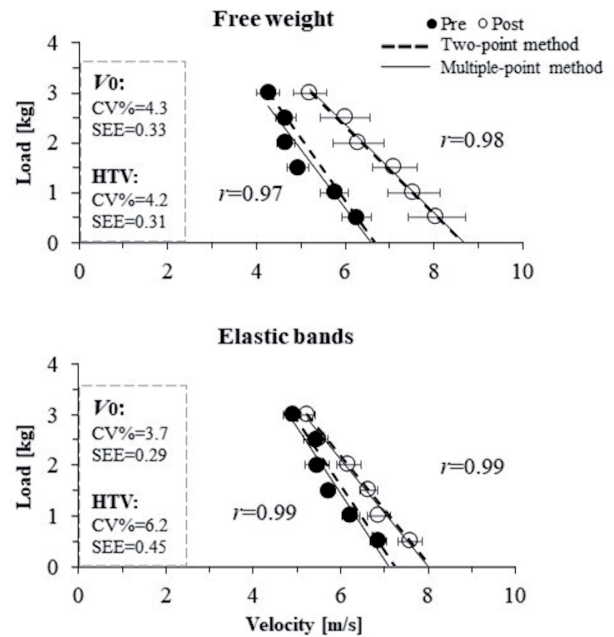 Free weight
Pre Post
Two-point method
Multiple-point method
Load [kg]
4
3
2
1
0
V0:
CV%=4.3
SEE=0.33
HTV:
CV%=4.2
SEE=0.31
r=0.97
r=0.98
0 2 4 6 8 10
Elastic bands
Load [kg]
4
3
2
1
0
V0:
CV%=3.7
SEE=0.29
HTV:
CV%=6.2
SEE=0.45
r=0.99
r=0.99
0 2 4 6 8 10
Velocity [m/s]